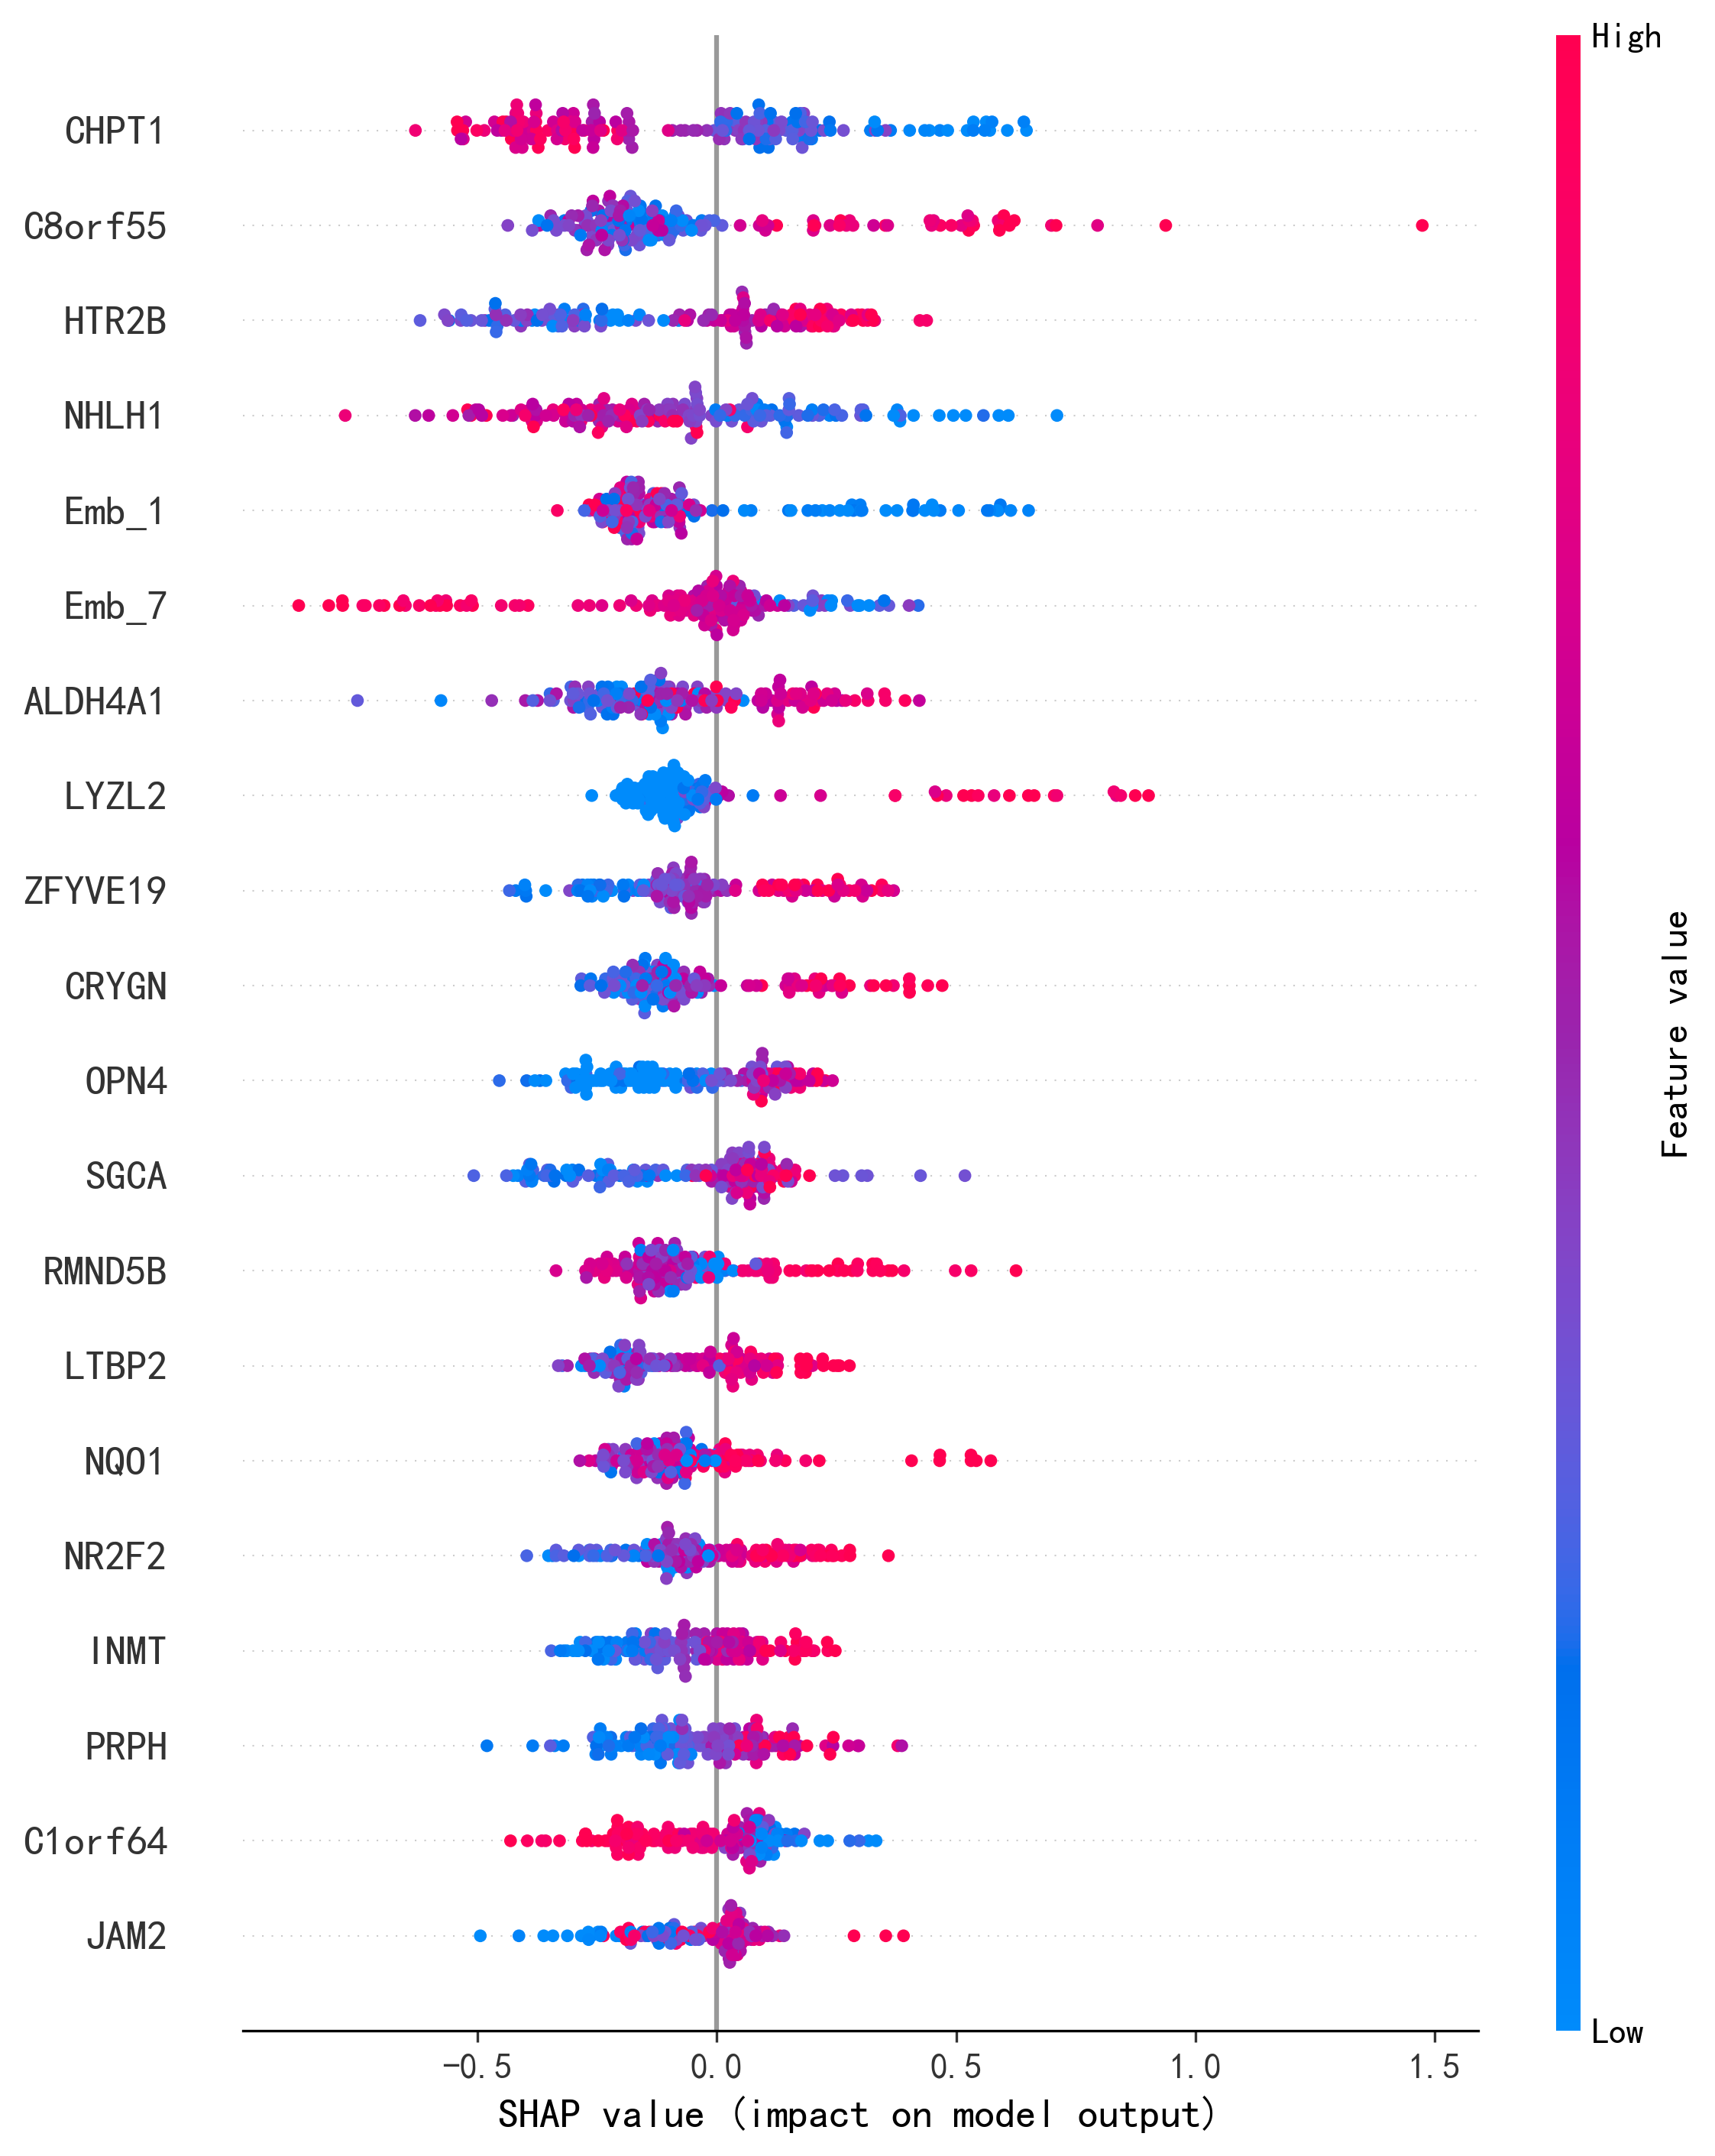 High
CHPT1
C8orf55
HTR2B
NHLH1
Emb_1
Emb_7
ALDH4A1
LYZL2
ZFYVE19
CRYGN
OPN4
SGCA
RMND5B
LTBP2
NQO1
NR2F2
INMT
PRPH
C1orf64
JAM2
Feature value
Low
−0.5 0.0 0.5 1.0 1.5
SHAP value (impact on model output)